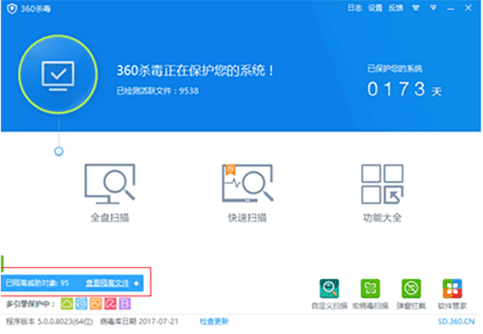 360杀毒
日志 设置 反馈
360杀毒正在保护您的系统！
已检测活跃文件：9538
已保护您的系统
0173 天
全盘扫描
快速扫描
功能大全
已隔离威胁对象：95 查看隔离文件
多引擎保护中：
自定义扫描 宏病毒扫描 弹窗拦截 软件管家
程序版本 5.0.0.8023(64位) 病毒库日期 2017-07-21 检查更新
SD.360.CN